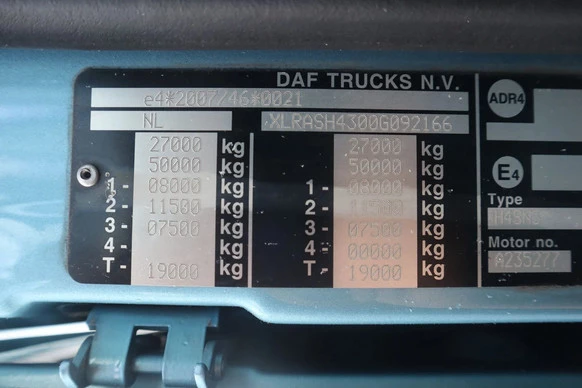 DAF TRUCKS N.V.
e4*2007/46*0021
NL XLRASH4300G092166
27000 kg 27000 kg
50000 kg 50000 kg
1- 08000 kg 1- 08000 kg
2- 11500 kg 2- 11500 kg
3- 07500 kg 3- 07500 kg
4- kg 4- 00000 kg
T- 19000 kg T- 19000 kg
ADR4
E4
Type
Motor no.
A235277